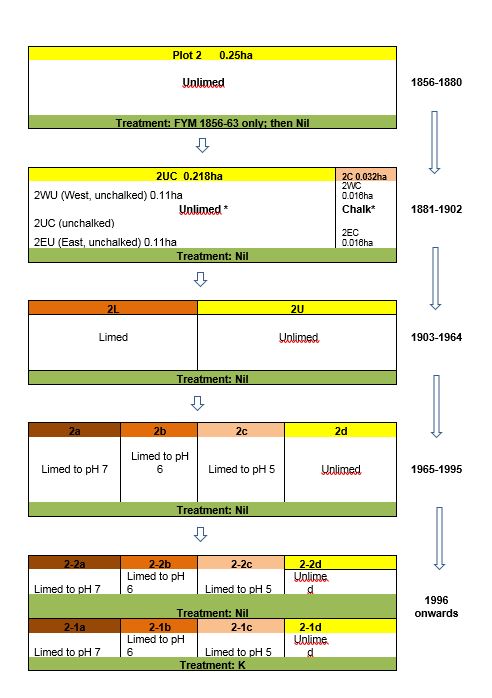 Plot 2 0.25ha
Unlimed
1856-1880
Treatment: FYM 1856-63 only; then Nil
2UC 0.218ha
2C 0.032ha
2WU (West, unchalked) 0.11ha
2WC
0.016ha
Unlimed *
Chalk*
1881-1902
2UC (unchalked)
2EU (East, unchalked) 0.11ha
2EC
0.016ha
Treatment: Nil
2L
2U
Limed
Unlimed
1903-1964
Treatment: Nil
2a
2b
2c
2d
Limed to pH 7
Limed to pH
6
Limed to pH 5
Unlimed
1965-1995
Treatment: Nil
2-2a
2-2b
2-2c
2-2d
Limed to pH 7
Limed to pH
6
Limed to pH 5
Unlime
d
1996
onwards
Treatment: Nil
2-1a
2-1b
2-1c
2-1d
Limed to pH 7
Limed to pH
6
Limed to pH 5
Unlime
d
Treatment: K